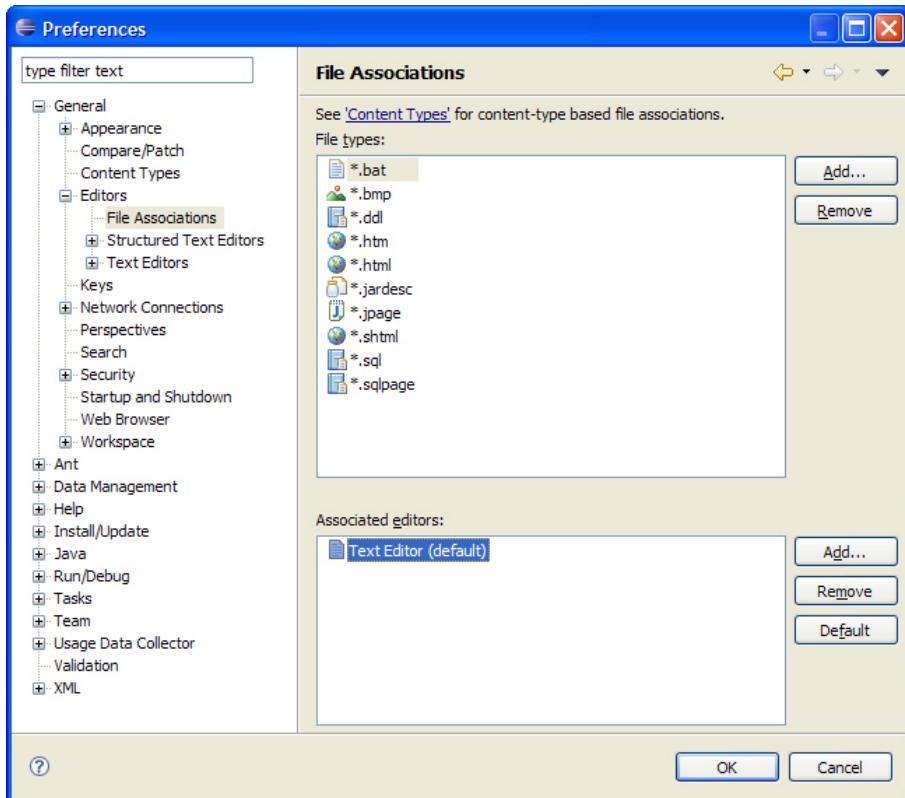 Preferences
type filter text
General
Appearance
Compare/Patch
Content Types
Editors
File Associations
Structured Text Editors
Text Editors
Keys
Network Connections
Perspectives
Search
Security
Startup and Shutdown
Web Browser
Workspace
Ant
Data Management
Help
Install/Update
Java
Run/Debug
Tasks
Team
Usage Data Collector
Validation
XML
File Associations
See 'Content Types' for content-type based file associations.
File types:
*.bat
*.bmp
*.ddl
*.htm
*.html
*.jardesc
*.jpage
*.shtml
*.sql
*.sqlpage
Add...
Remove
Associated editors:
Text Editor (default)
Add...
Remove
Default
OK
Cancel